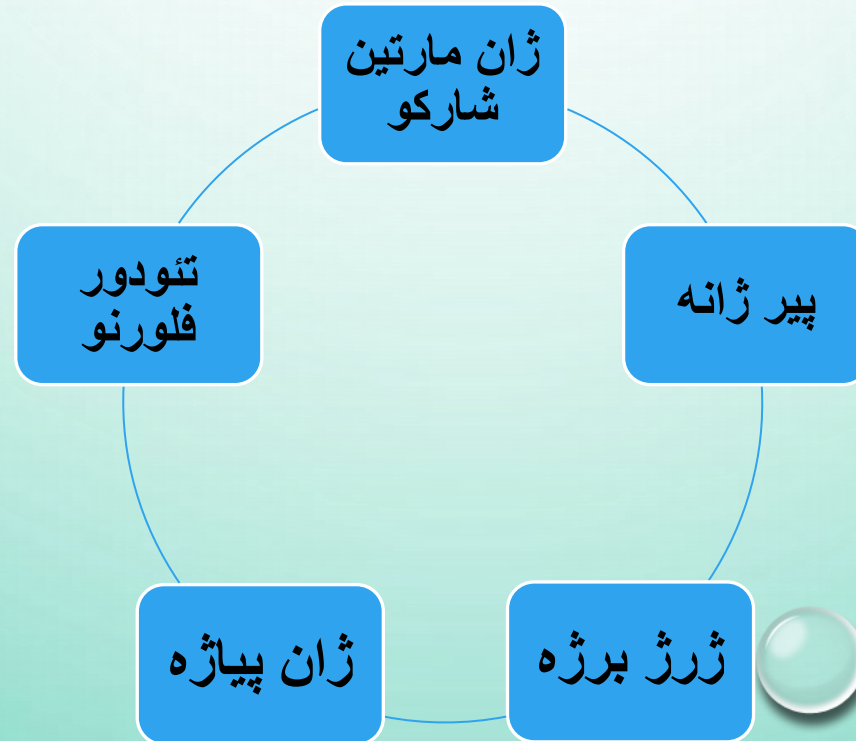 ژان مارتین
شارکو
پیر ژانه
ژرژ برژه
ژان پیاژه
تئودور
فلورنو